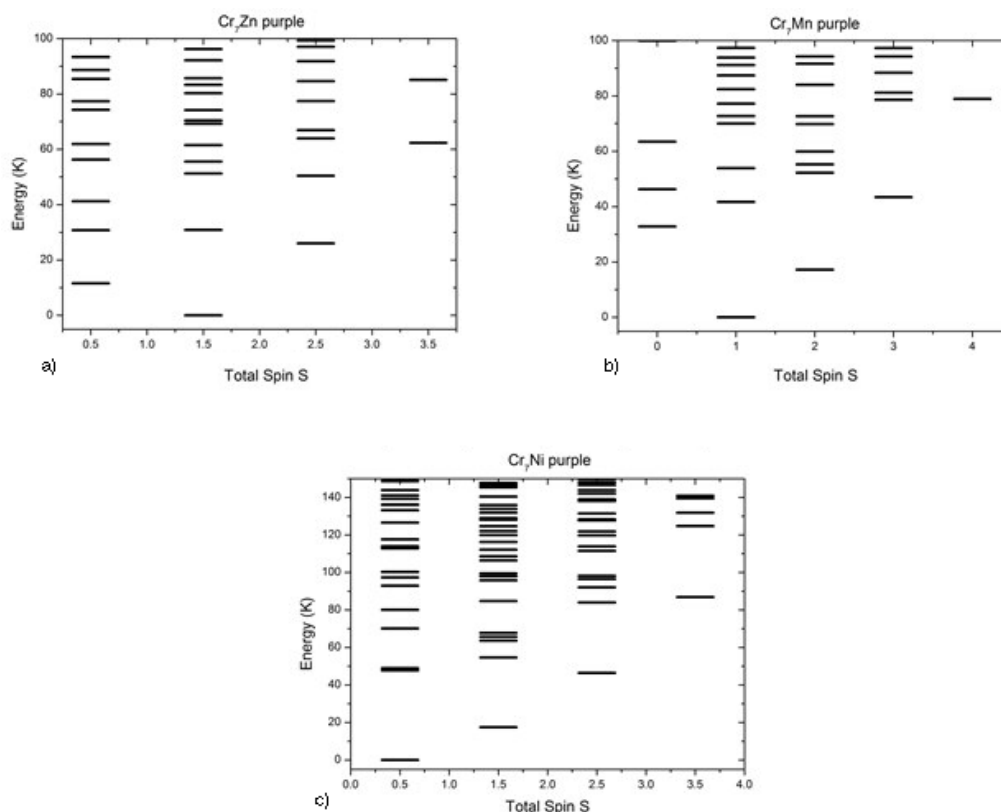 Cr₇Zn purple
100
80
60
40
20
0
Energy (K)
0.5 1.0 1.5 2.0 2.5 3.0 3.5
a)
Total Spin S
Cr₇Mn purple
100
80
60
40
20
0
Energy (K)
0 1 2 3 4
b)
Total Spin S
Cr₇Ni purple
140
120
100
80
60
40
20
0
Energy (K)
0.0 0.5 1.0 1.5 2.0 2.5 3.0 3.5 4.0
c)
Total Spin S